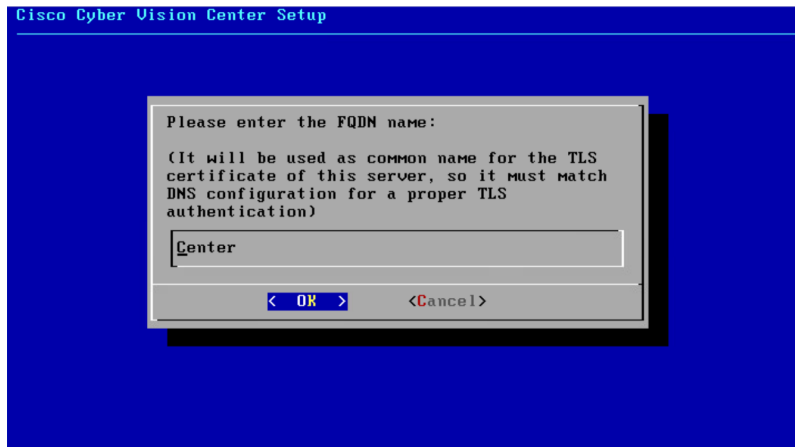 Cisco Cyber Vision Center Setup
Please enter the FQDN name:
(It will be used as common name for the TLS
certificate of this server, so it must match
DNS configuration for a proper TLS
authentication)
Center
< OK > <Cancel>